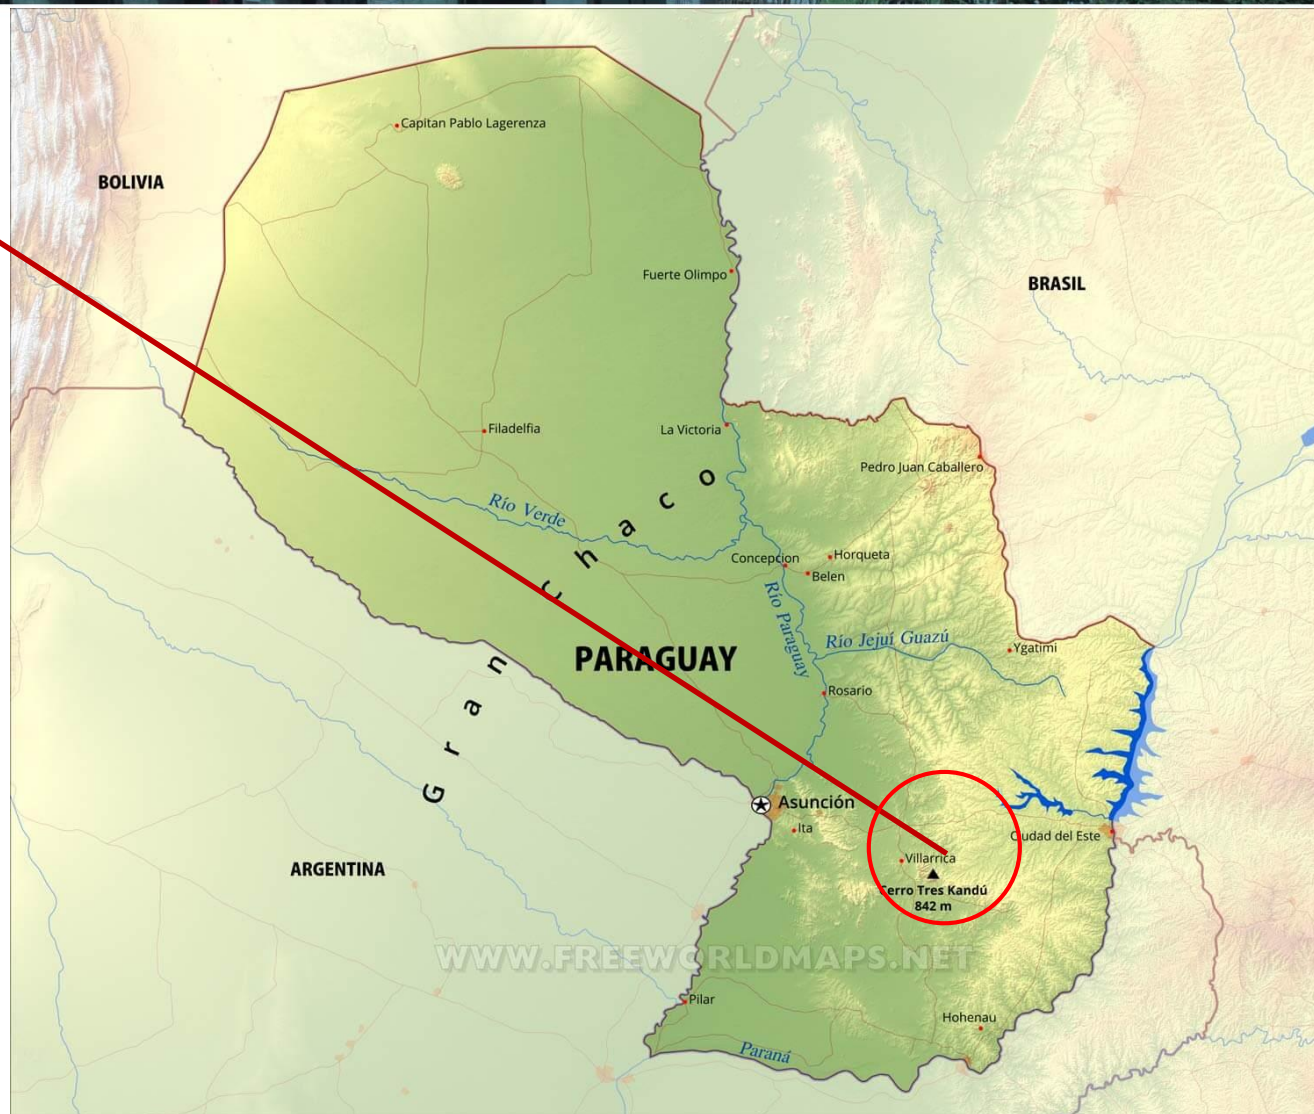 Capitan Pablo Lagerenza
BOLIVIA
Fuerte Olimpo
BRASIL
Filadelfia
La Victoria
Pedro Juan Caballero
Río Verde
Gran Chaco
Concepcion
Horqueta
Belen
Río Paraguay
Río Jejuí Guazú
Ygatimi
PARAGUAY
Rosario
Asunción
Ita
Ciudad del Este
Villarrica
Cerro Tres Kandú
842 m
ARGENTINA
WWW.FREEWORLDMAPS.NET
Pilar
Hohenau
Paraná